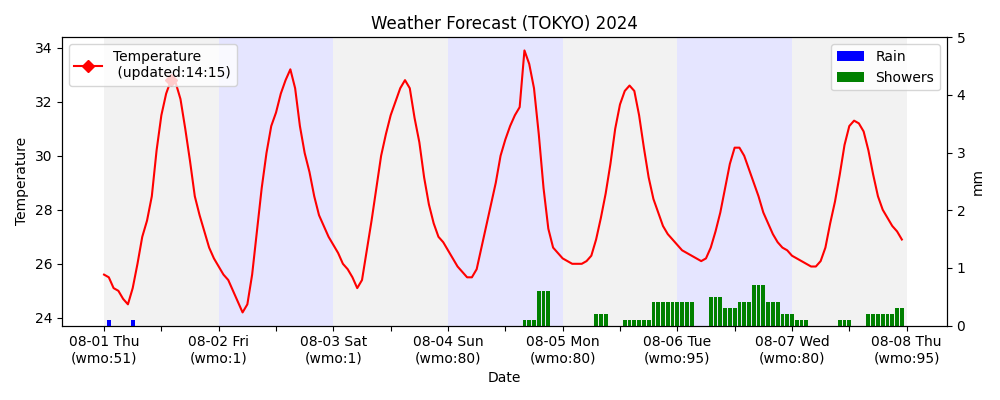 Weather Forecast (TOKYO) 2024
Temperature
(updated:14:15)
Rain
Showers
34
32
30
28
26
24
Temperature
5
4
3
2
1
0
mm
08-01 Thu
(wmo:51)
08-02 Fri
(wmo:1)
08-03 Sat
(wmo:1)
08-04 Sun
(wmo:80)
08-05 Mon
(wmo:80)
08-06 Tue
(wmo:95)
08-07 Wed
(wmo:80)
08-08 Thu
(wmo:95)
Date